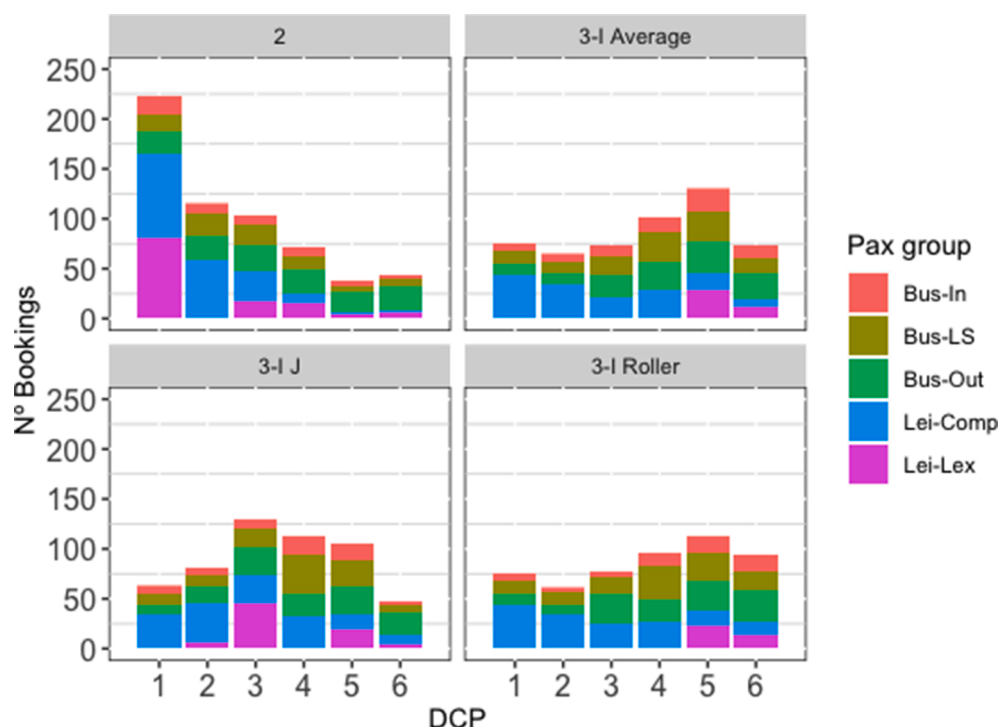 2
3-I Average
250
200
150
100
50
0
3-I J
3-I Roller
250
200
150
100
50
0
1 2 3 4 5 6
1 2 3 4 5 6
DCP
Nº Bookings
Pax group
Bus-In
Bus-LS
Bus-Out
Lei-Comp
Lei-Lex